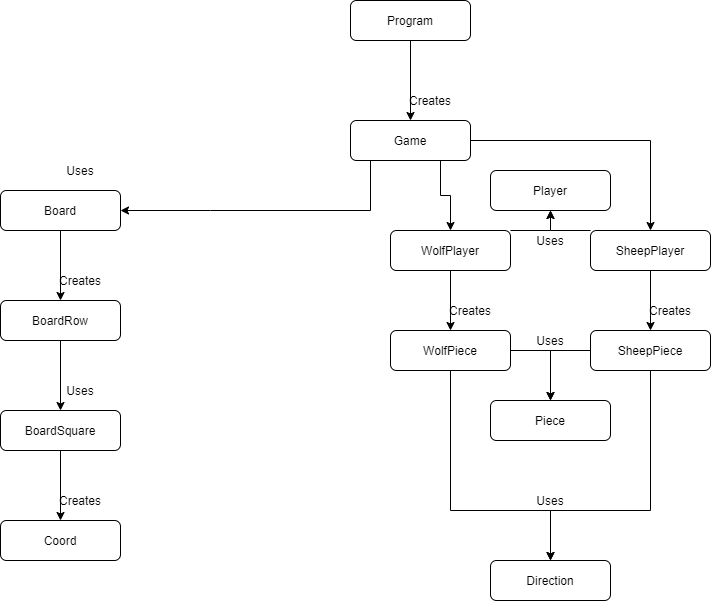 Program
Creates
Game
Uses
Player
Board
WolfPlayer
Uses
SheepPlayer
Creates
Creates
Creates
BoardRow
WolfPiece
Uses
SheepPiece
Uses
Piece
BoardSquare
Creates
Uses
Coord
Direction